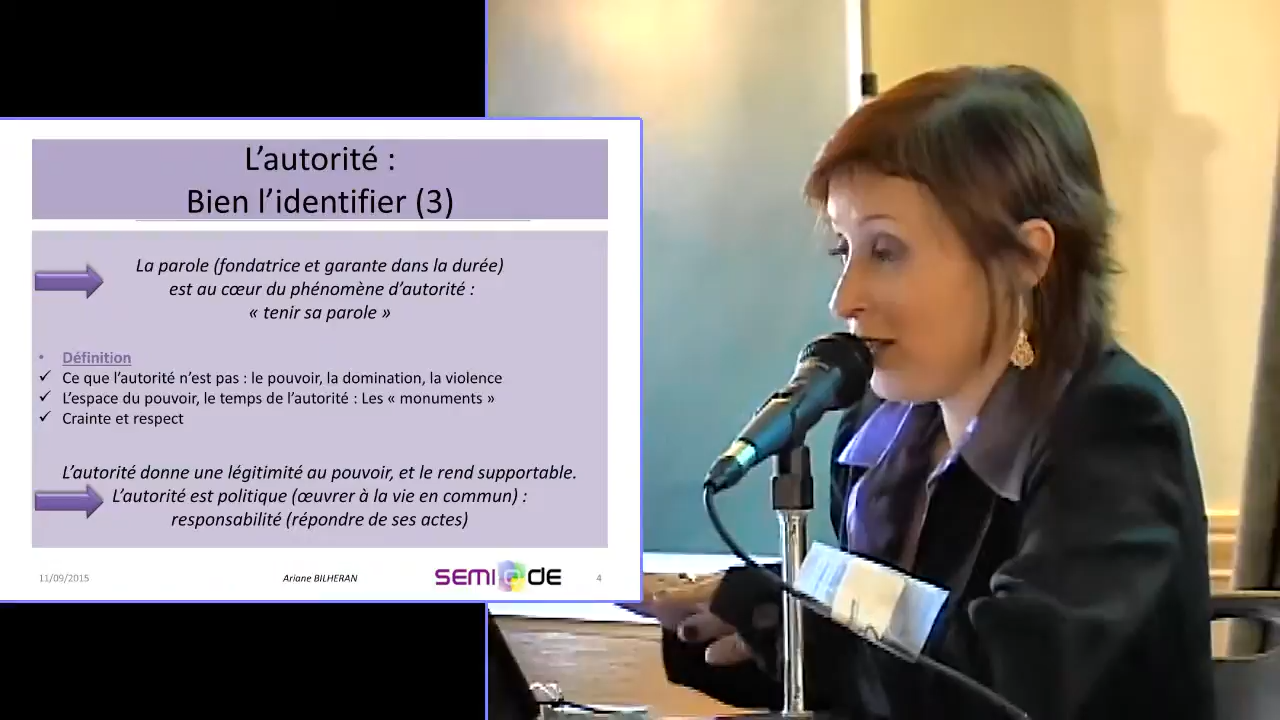 L’autorité :
Bien l’identifier (3)
La parole (fondatrice et garante dans la durée)
est au cœur du phénomène d’autorité :
« tenir sa parole »
• Définition
✓ Ce que l’autorité n’est pas : le pouvoir, la domination, la violence
✓ L’espace du pouvoir, le temps de l’autorité : Les « monuments »
✓ Crainte et respect
L’autorité donne une légitimité au pouvoir, et le rend supportable.
L’autorité est politique (œuvrer à la vie en commun) :
responsabilité (répondre de ses actes)
11/09/2015
Ariane BILHERAN
SEMIODE
4